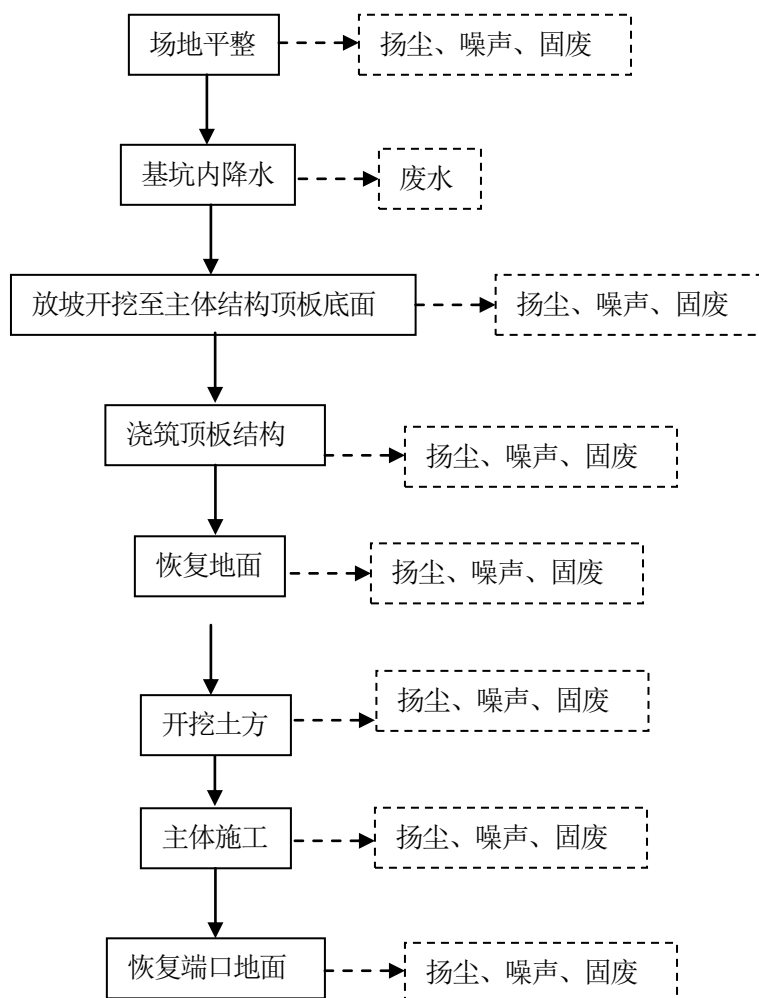 场地平整
扬尘、噪声、固废
基坑内降水
废水
放坡开挖至主体结构顶板底面
扬尘、噪声、固废
浇筑顶板结构
扬尘、噪声、固废
恢复地面
扬尘、噪声、固废
开挖土方
扬尘、噪声、固废
主体施工
扬尘、噪声、固废
恢复端口地面
扬尘、噪声、固废